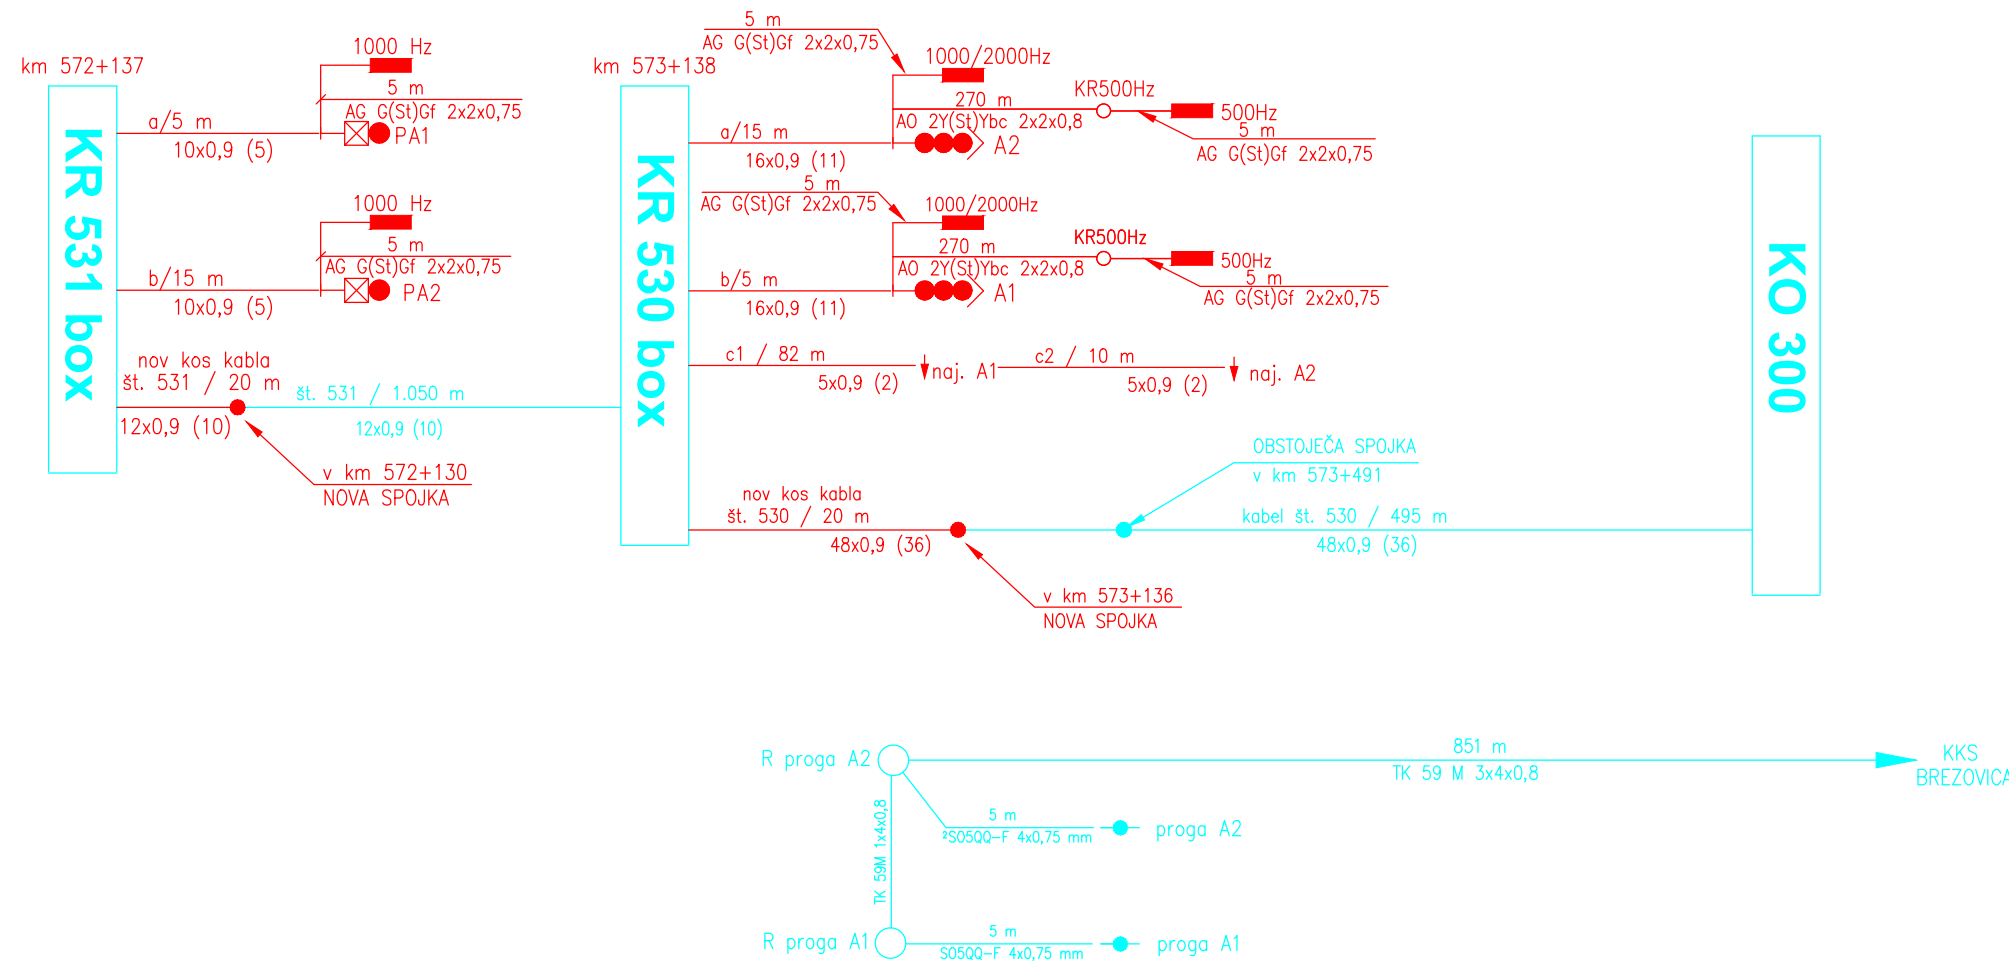 km 572+137
KR 531 box
1000 Hz
5 m
AG G(St)Gf 2x2x0,75
a/5 m
10x0,9 (5)
PA1
1000 Hz
5 m
AG G(St)Gf 2x2x0,75
b/15 m
10x0,9 (5)
PA2
nov kos kabla
št. 531 / 20 m
12x0,9 (10)
št. 531 / 1.050 m
12x0,9 (10)
v km 572+130
NOVA SPOJKA
km 573+138
KR 530 box
5 m
AG G(St)Gf 2x2x0,75
1000/2000Hz
270 m
AO 2Y(St)Ybc 2x2x0,8
KR500Hz
500Hz
5 m
AG G(St)Gf 2x2x0,75
a/15 m
16x0,9 (11)
A2
5 m
AG G(St)Gf 2x2x0,75
1000/2000Hz
270 m
AO 2Y(St)Ybc 2x2x0,8
KR500Hz
500Hz
5 m
AG G(St)Gf 2x2x0,75
b/5 m
16x0,9 (11)
A1
c1 / 82 m
5x0,9 (2)
naj. A1
c2 / 10 m
5x0,9 (2)
naj. A2
nov kos kabla
št. 530 / 20 m
48x0,9 (36)
v km 573+136
NOVA SPOJKA
OBSTOJEČA SPOJKA
v km 573+491
kabel št. 530 / 495 m
48x0,9 (36)
KO 300
R proga A2
851 m
TK 59 M 3x4x0,8
KKS
BREZOVICA
5 m
²S05QQ-F 4x0,75 mm
proga A2
TK 59M 1x4x0,8
R proga A1
5 m
S05QQ-F 4x0,75 mm
proga A1